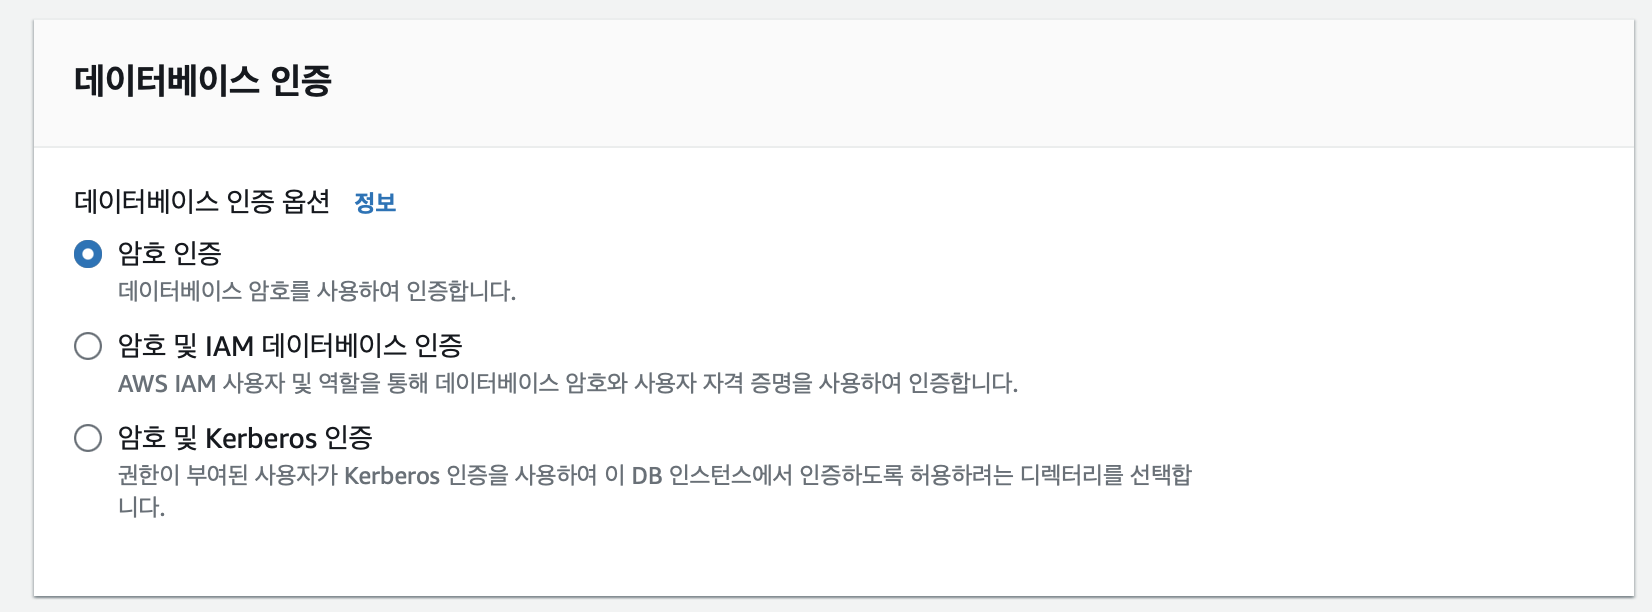 데이터베이스 인증
데이터베이스 인증 옵션 정보
암호 인증
데이터베이스 암호를 사용하여 인증합니다.
암호 및 IAM 데이터베이스 인증
AWS IAM 사용자 및 역할을 통해 데이터베이스 암호와 사용자 자격 증명을 사용하여 인증합니다.
암호 및 Kerberos 인증
권한이 부여된 사용자가 Kerberos 인증을 사용하여 이 DB 인스턴스에서 인증하도록 허용하려는 디렉터리를 선택합
니다.